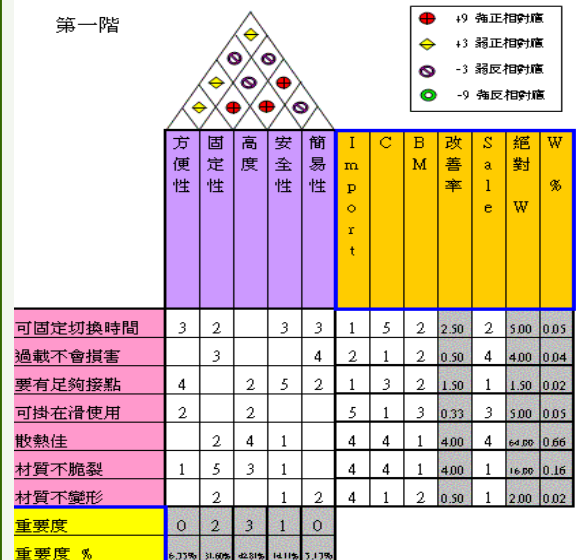 第一階
+9 強正相對應
+3 弱正相對應
-3 弱反相對應
-9 強反相對應
方便性 固定性 高度 安全性 簡易性 Import C BM 改善率 Sale 絕對W W%
可固定切換時間 3 2 3 3 1 5 2 2.50 2 5.00 0.05
過載不會損害 3 4 2 1 2 0.50 4 4.00 0.04
要有足夠接點 4 2 5 2 1 3 2 1.50 1 1.50 0.02
可掛在滑使用 2 2 5 1 3 0.33 3 5.00 0.05
散熱佳 2 4 1 4 4 1 4.00 4 64.00 0.66
材質不脆裂 1 5 3 1 4 4 1 4.00 1 16.00 0.16
材質不變形 2 1 2 4 1 2 0.50 1 2.00 0.02
重要度 0 2 3 1 0
重要度 % 31.60% 42.81% 14.11%